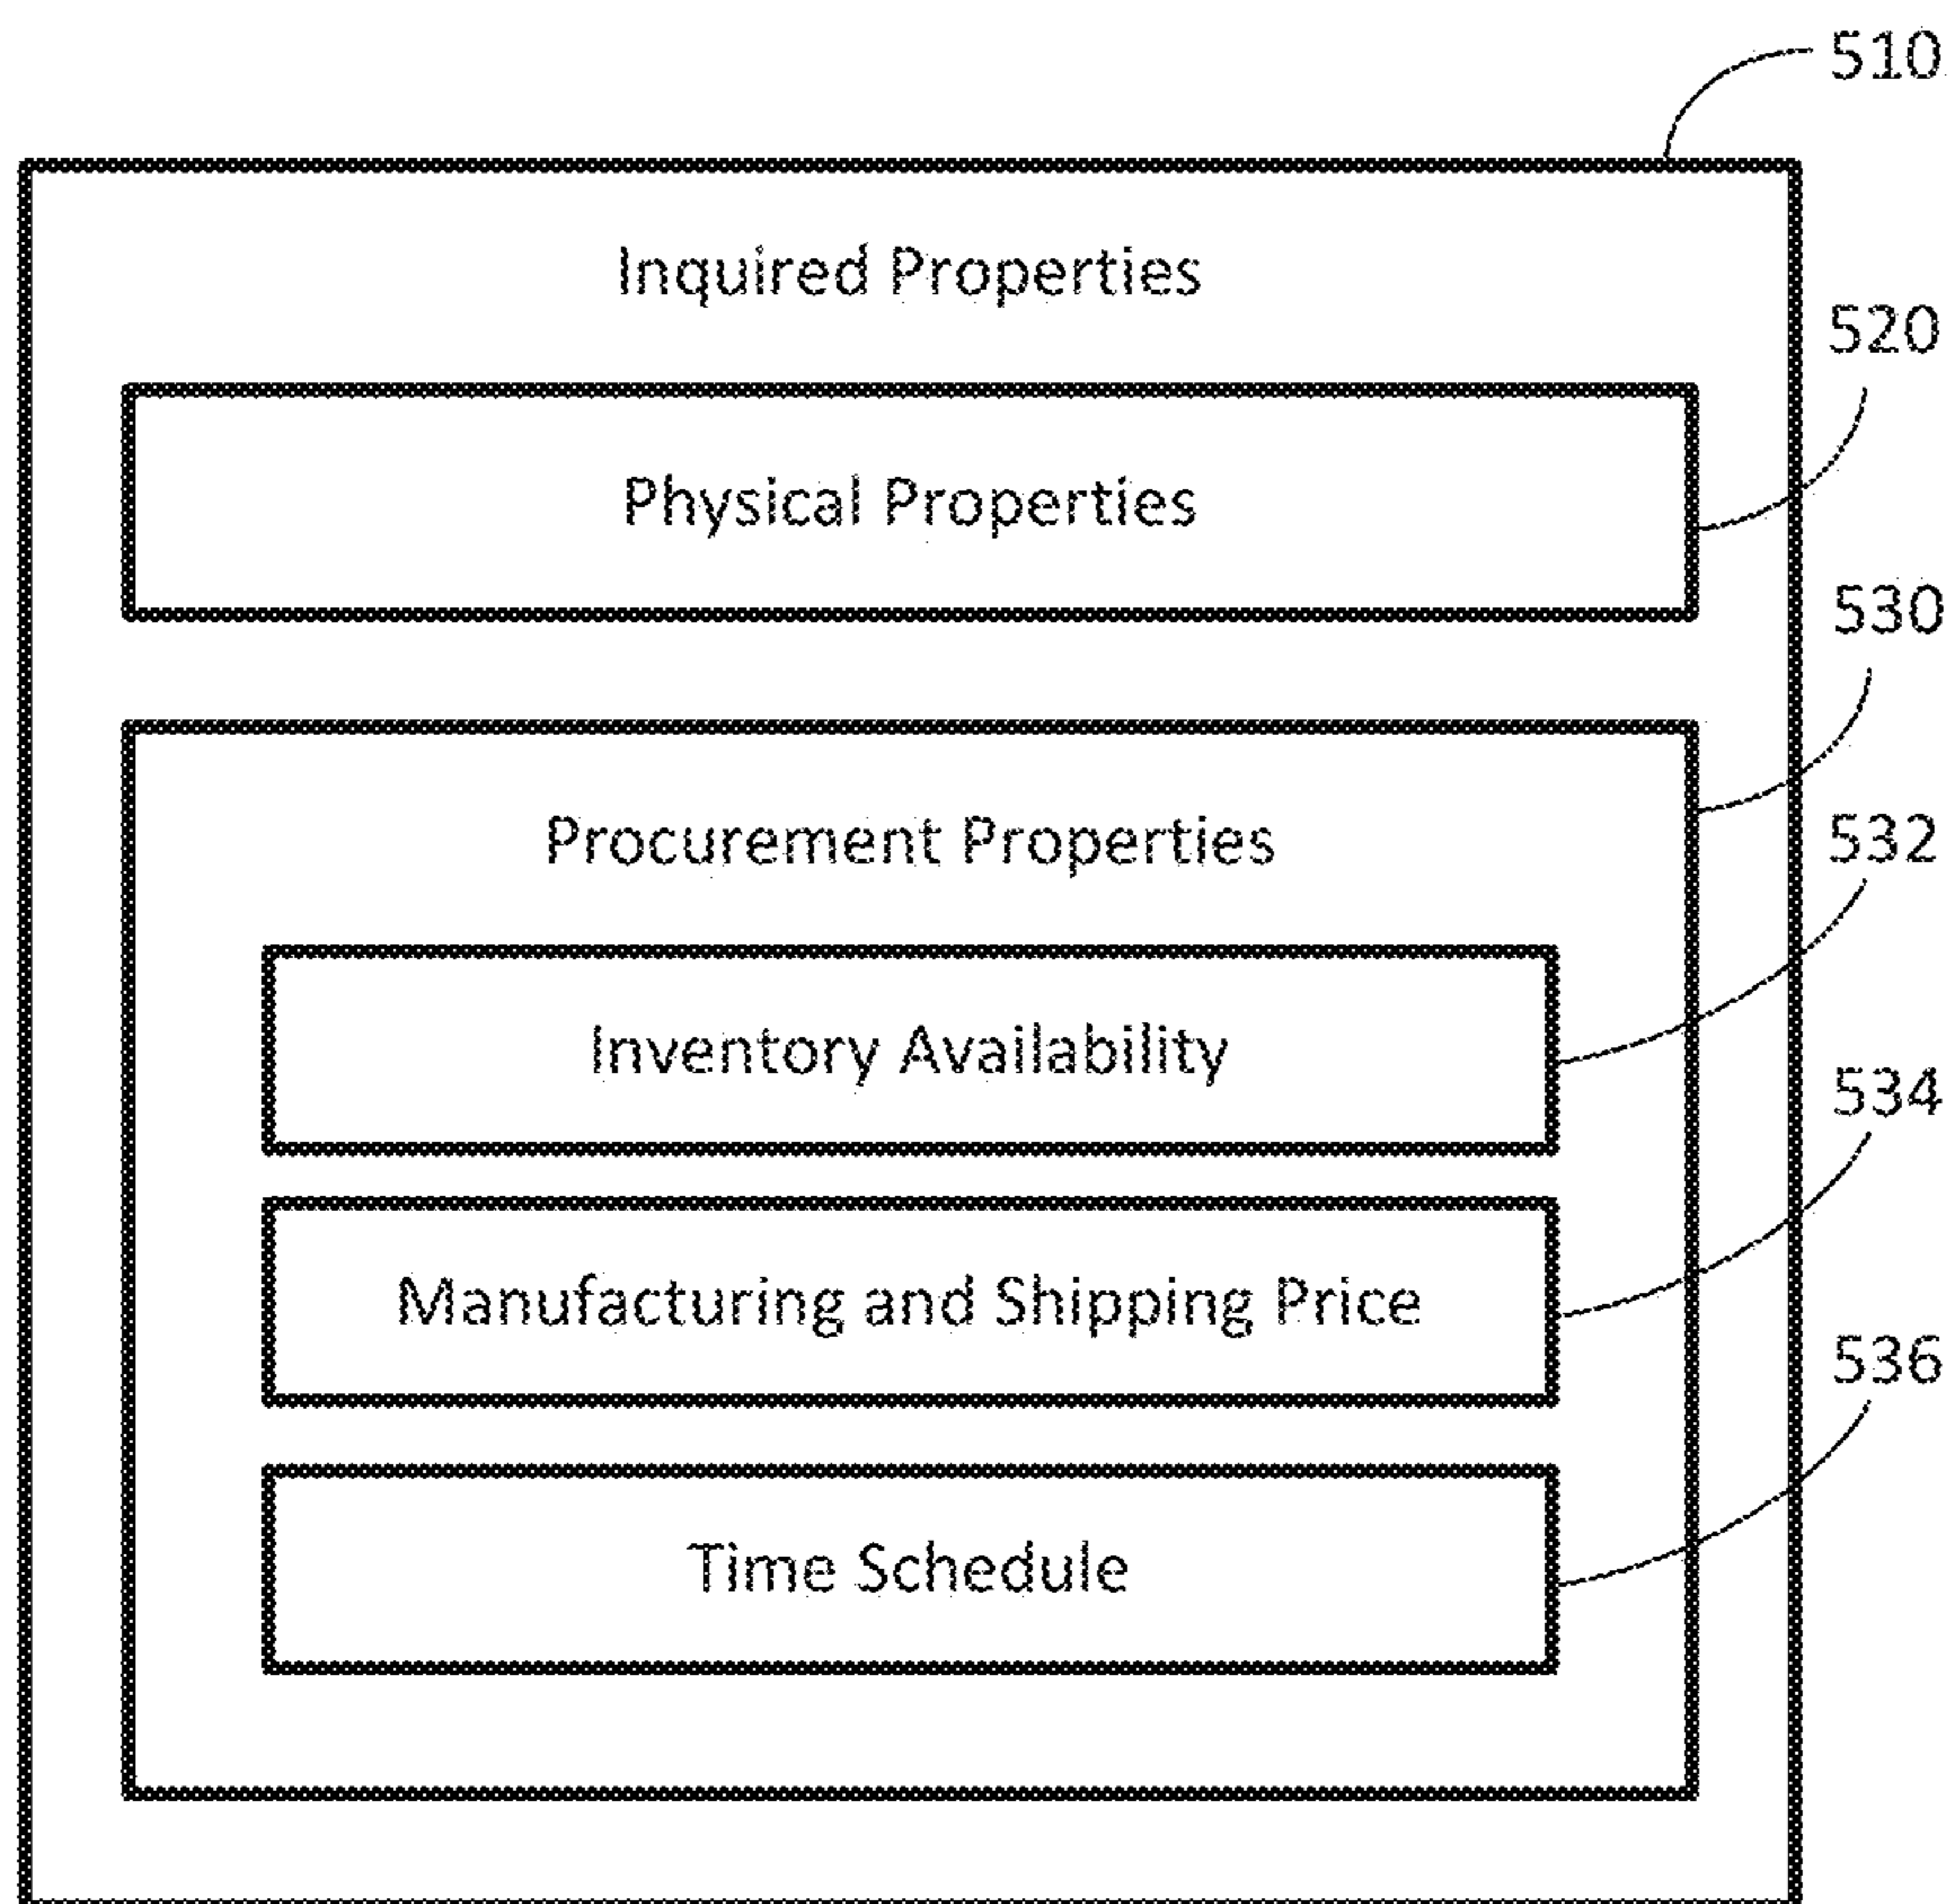 510
Inquired Properties
520
Physical Properties
530
Procurement Properties
532
Inventory Availability
534
Manufacturing and Shipping Price
536
Time Schedule